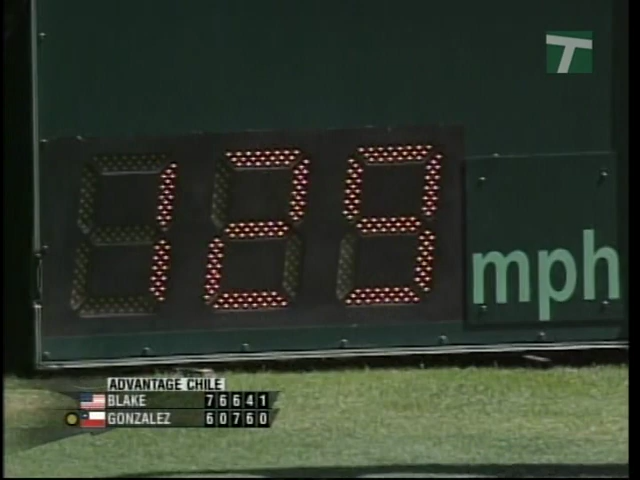 T
129 mph
ADVANTAGE CHILE
BLAKE 7 6 6 4 1
GONZALEZ 6 0 7 6 0